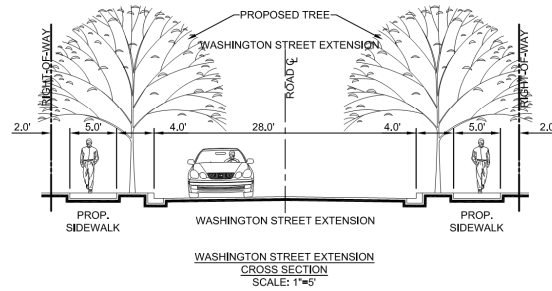 PROPOSED TREE
WASHINGTON STREET EXTENSION
RIGHT-OF-WAY
ROAD ℄
RIGHT-OF-WAY
2.0' 5.0' 4.0' 28.0' 4.0' 5.0' 2.0'
PROP.
SIDEWALK
WASHINGTON STREET EXTENSION
PROP.
SIDEWALK
WASHINGTON STREET EXTENSION
CROSS SECTION
SCALE: 1"=5'